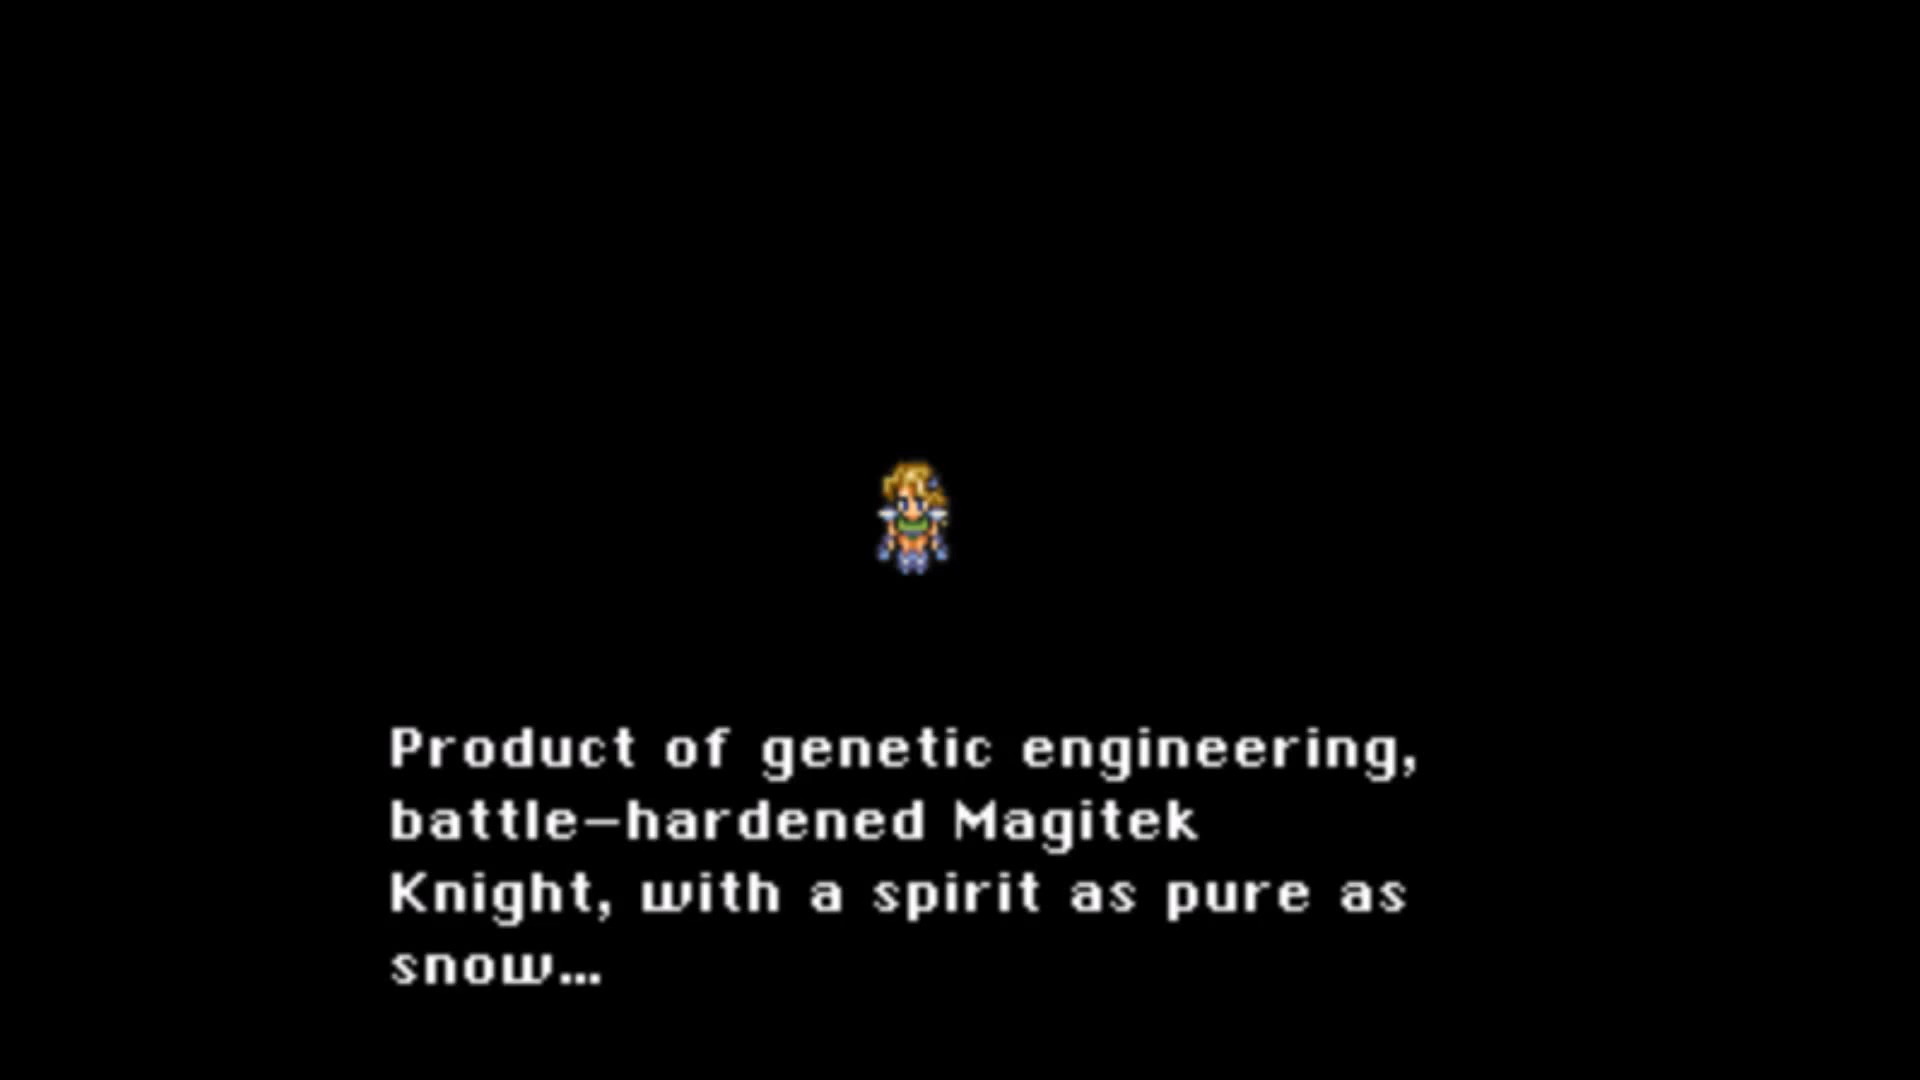 Product of genetic engineering,
battle-hardened Magitek
Knight, with a spirit as pure as
snow…